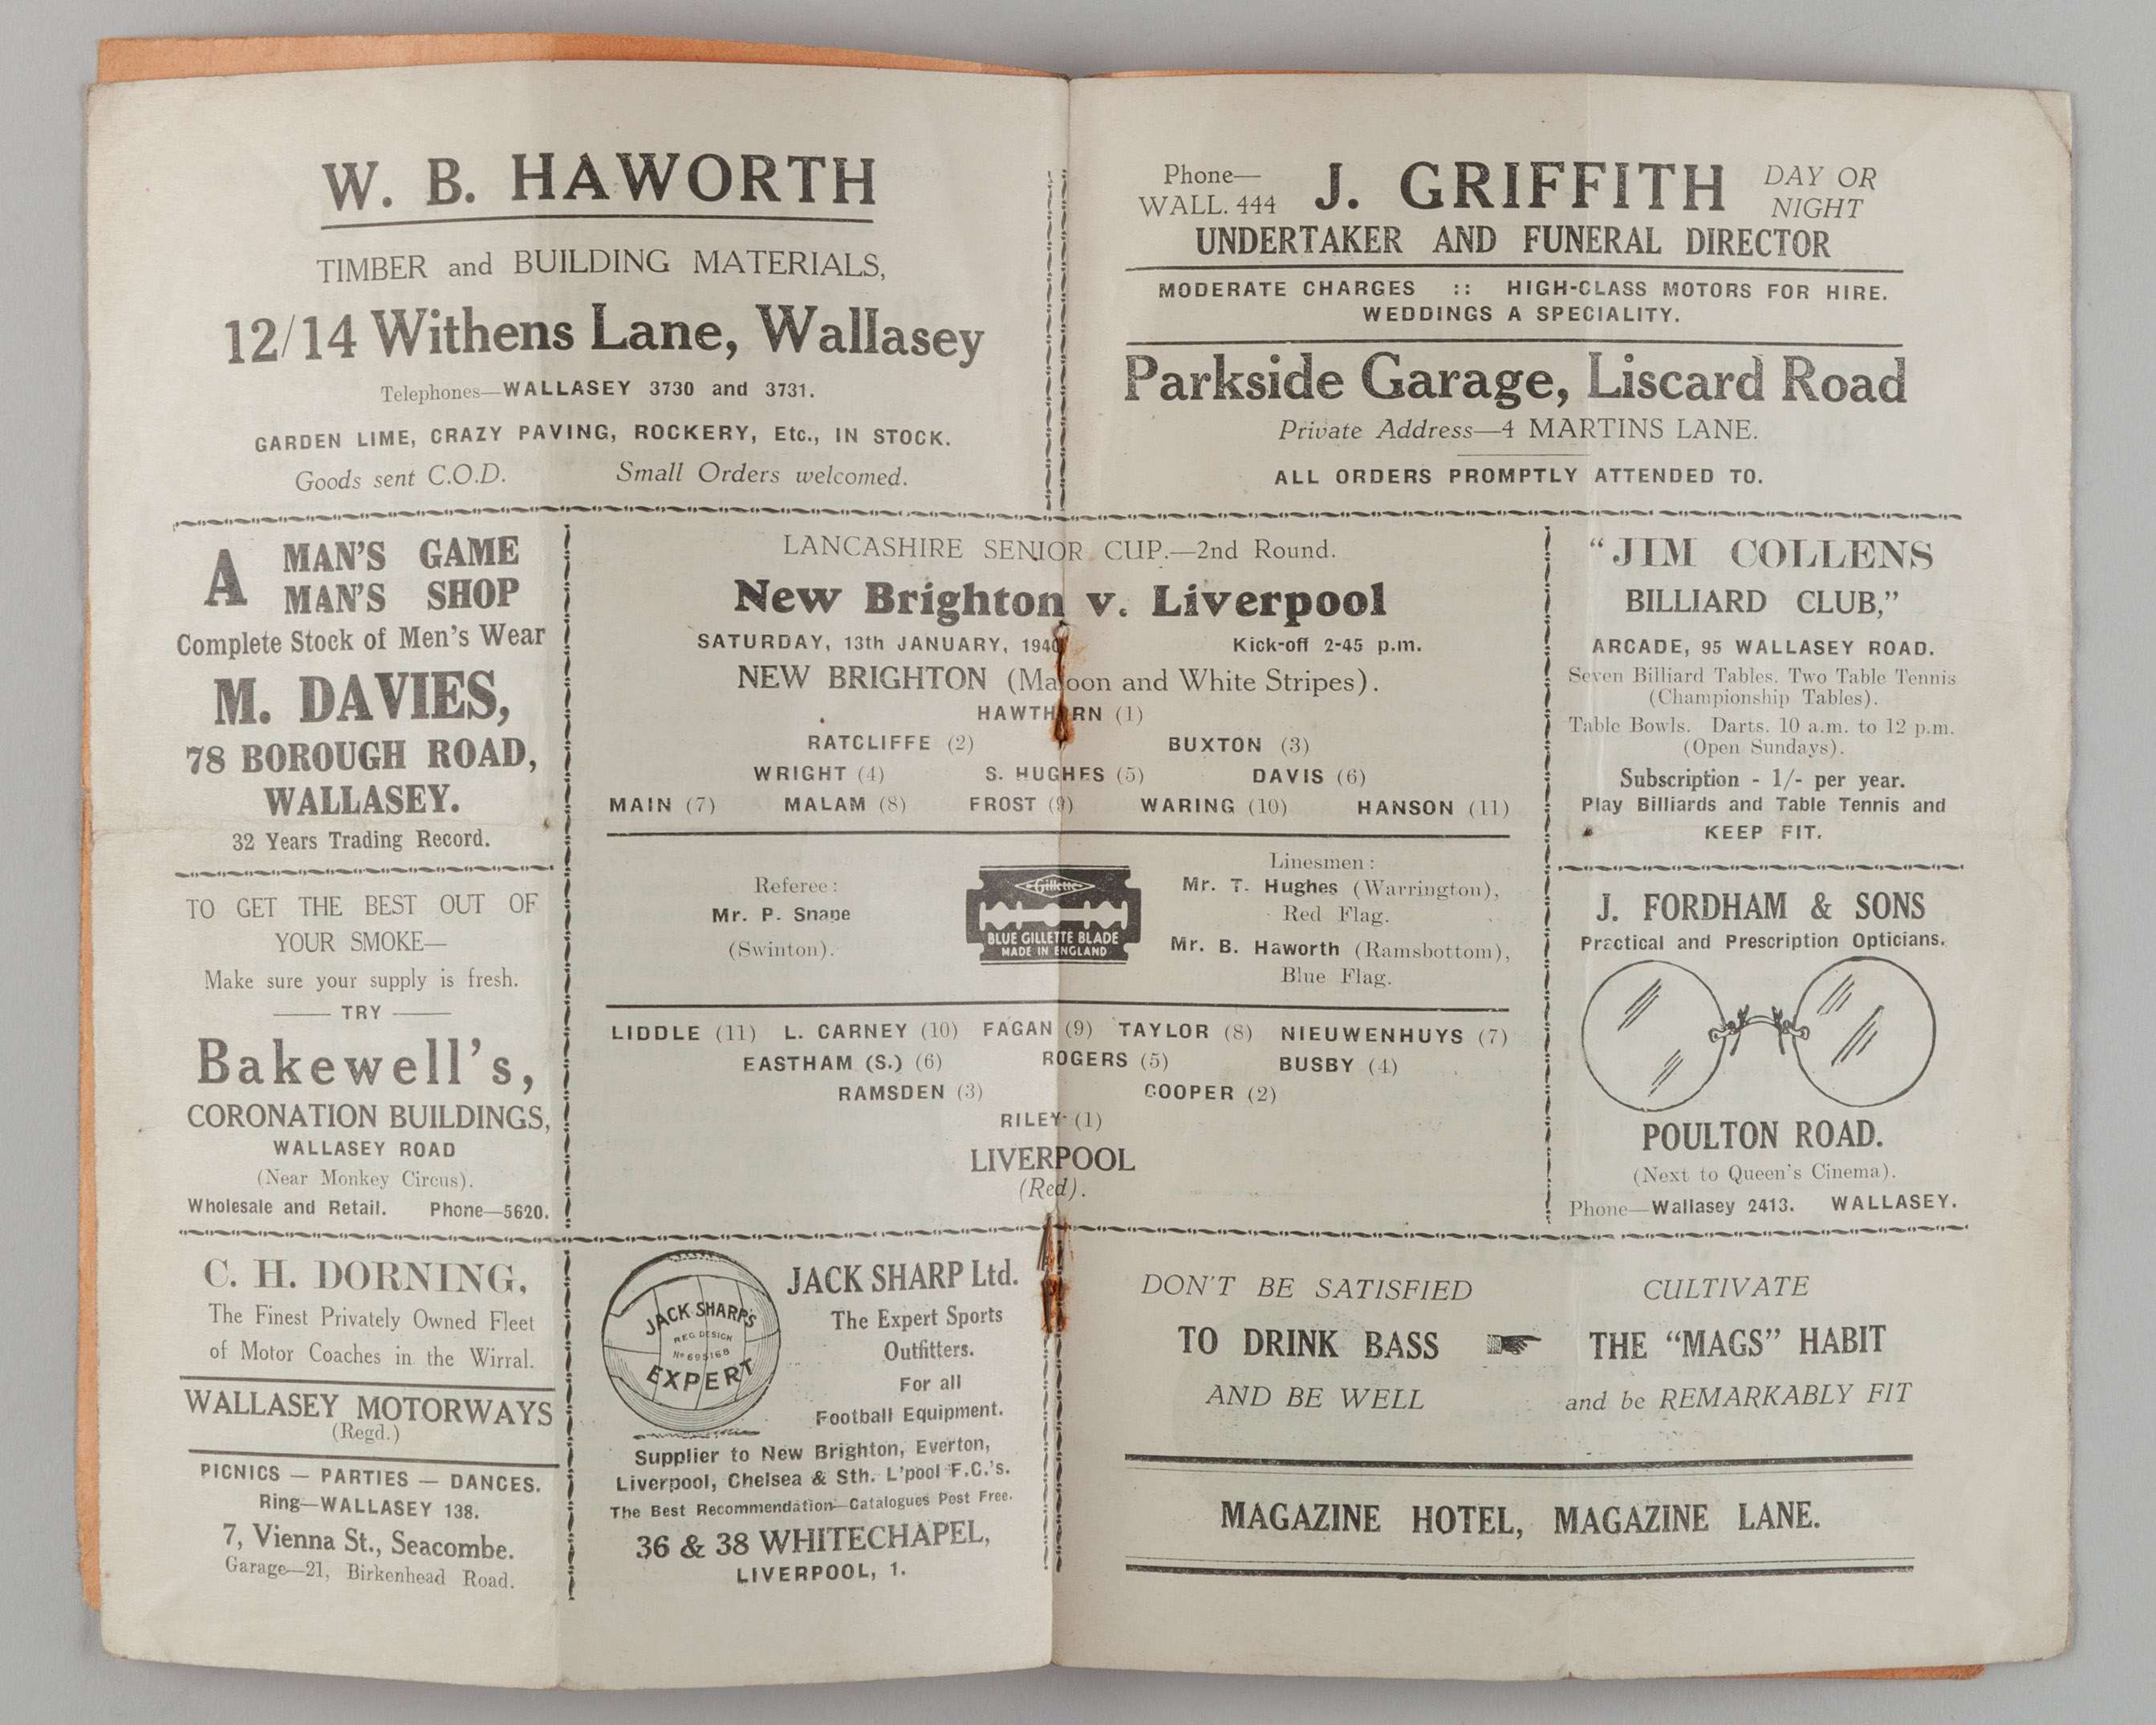 W. B. HAWORTH
TIMBER and BUILDING MATERIALS,
12/14 Withens Lane, Wallasey
Telephones—WALLASEY 3730 and 3731.
GARDEN LIME, CRAZY PAVING, ROCKERY, Etc., IN STOCK.
Goods sent C.O.D. Small Orders welcomed.
Phone—
WALL. 444
J. GRIFFITH
DAY OR
NIGHT
UNDERTAKER AND FUNERAL DIRECTOR
MODERATE CHARGES :: HIGH-CLASS MOTORS FOR HIRE.
WEDDINGS A SPECIALITY.
Parkside Garage, Liscard Road
Private Address—4 MARTINS LANE.
ALL ORDERS PROMPTLY ATTENDED TO.
A MAN'S GAME
MAN'S SHOP
Complete Stock of Men's Wear
M. DAVIES,
78 BOROUGH ROAD,
WALLASEY.
32 Years Trading Record.
TO GET THE BEST OUT OF
YOUR SMOKE—
Make sure your supply is fresh.
—— TRY ——
Bakewell's,
CORONATION BUILDINGS,
WALLASEY ROAD
(Near Monkey Circus).
Wholesale and Retail. Phone—5620.
LANCASHIRE SENIOR CUP.—2nd Round.
New Brighton v. Liverpool
SATURDAY, 13th JANUARY, 1940 Kick-off 2-45 p.m.
NEW BRIGHTON (Maroon and White Stripes).
HAWTHORN (1)
RATCLIFFE (2) BUXTON (3)
WRIGHT (4) S. HUGHES (5) DAVIS (6)
MAIN (7) MALAM (8) FROST (9) WARING (10) HANSON (11)
Referee:
Mr. P. Snape
(Swinton).
Gillette
BLUE GILLETTE BLADE
MADE IN ENGLAND
Linesmen:
Mr. T. Hughes (Warrington),
Red Flag.
Mr. B. Haworth (Ramsbottom),
Blue Flag.
LIDDLE (11) L. CARNEY (10) FAGAN (9) TAYLOR (8) NIEUWENHUYS (7)
EASTHAM (S.) (6) ROGERS (5) BUSBY (4)
RAMSDEN (3) COOPER (2)
RILEY (1)
LIVERPOOL
(Red).
"JIM COLLENS
BILLIARD CLUB,"
ARCADE, 95 WALLASEY ROAD.
Seven Billiard Tables. Two Table Tennis
(Championship Tables).
Table Bowls. Darts. 10 a.m. to 12 p.m.
(Open Sundays).
Subscription - 1/- per year.
Play Billiards and Table Tennis and
KEEP FIT.
J. FORDHAM & SONS
Practical and Prescription Opticians.
POULTON ROAD.
(Next to Queen's Cinema).
Phone—Wallasey 2413. WALLASEY.
C. H. DORNING,
The Finest Privately Owned Fleet
of Motor Coaches in the Wirral.
WALLASEY MOTORWAYS
(Regd.)
PICNICS — PARTIES — DANCES.
Ring—WALLASEY 138.
7, Vienna St., Seacombe.
Garage—21, Birkenhead Road.
JACK SHARP'S
REG DESIGN
No 695168
EXPERT
JACK SHARP Ltd.
The Expert Sports
Outfitters.
For all
Football Equipment.
Supplier to New Brighton, Everton,
Liverpool, Chelsea & Sth. L'pool F.C.'s.
The Best Recommendation—Catalogues Post Free.
36 & 38 WHITECHAPEL,
LIVERPOOL, 1.
DON'T BE SATISFIED
TO DRINK BASS
AND BE WELL
CULTIVATE
THE "MAGS" HABIT
and be REMARKABLY FIT
MAGAZINE HOTEL, MAGAZINE LANE.